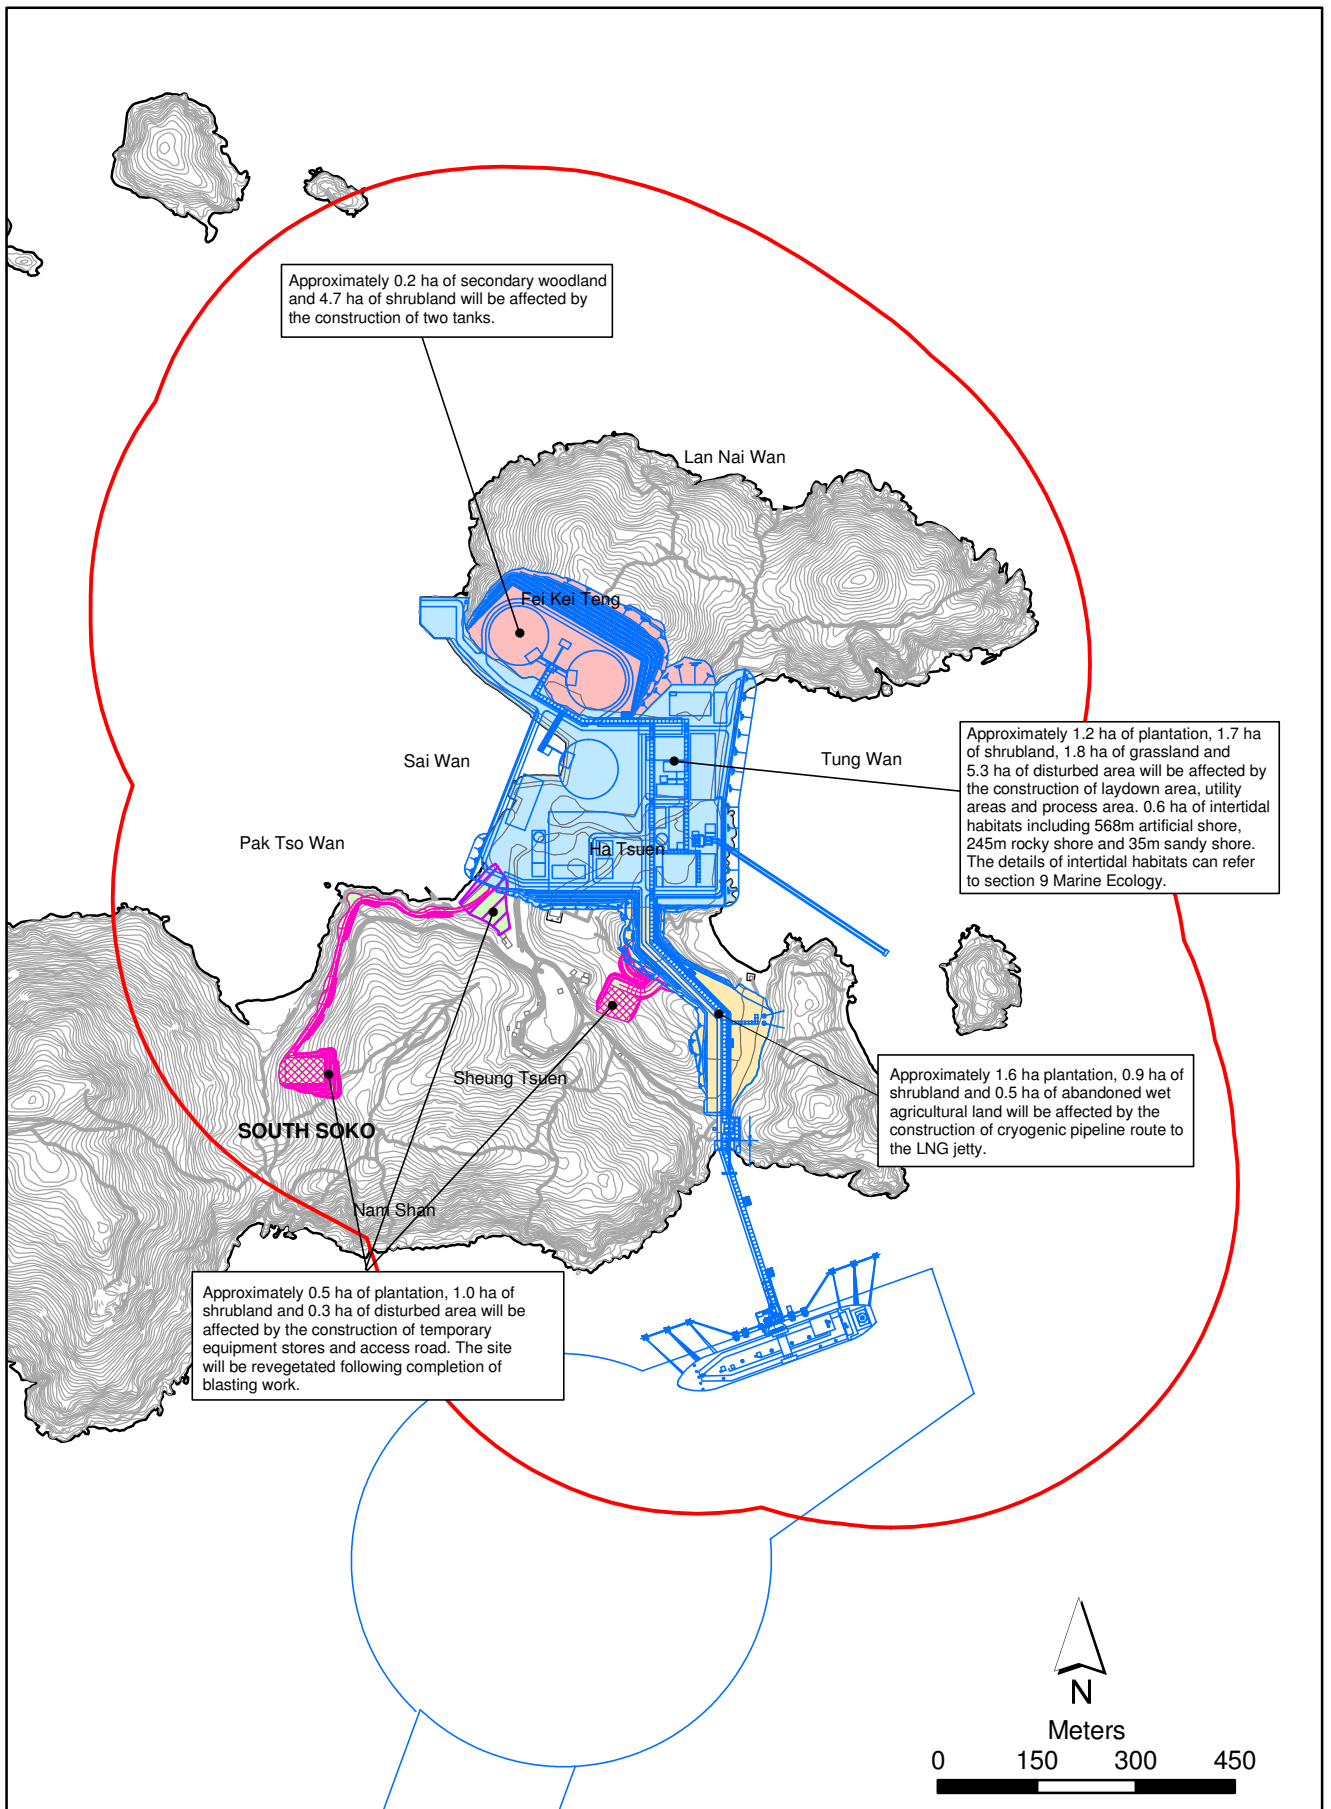 Approximately 0.2 ha of secondary woodland
and 4.7 ha of shrubland will be affected by
the construction of two tanks.
Lan Nai Wan
Fei Kei Teng
Sai Wan
Tung Wan
Approximately 1.2 ha of plantation, 1.7 ha
of shrubland, 1.8 ha of grassland and
5.3 ha of disturbed area will be affected by
the construction of laydown area, utility
areas and process area. 0.6 ha of intertidal
habitats including 568m artificial shore,
245m rocky shore and 35m sandy shore.
The details of intertidal habitats can refer
to section 9 Marine Ecology.
Pak Tso Wan
Ha Tsuen
Sheung Tsuen
Approximately 1.6 ha plantation, 0.9 ha of
shrubland and 0.5 ha of abandoned wet
agricultural land will be affected by the
construction of cryogenic pipeline route to
the LNG jetty.
SOUTH SOKO
Nam Shan
Approximately 0.5 ha of plantation, 1.0 ha of
shrubland and 0.3 ha of disturbed area will be
affected by the construction of temporary
equipment stores and access road. The site
will be revegetated following completion of
blasting work.
N
Meters
0 150 300 450